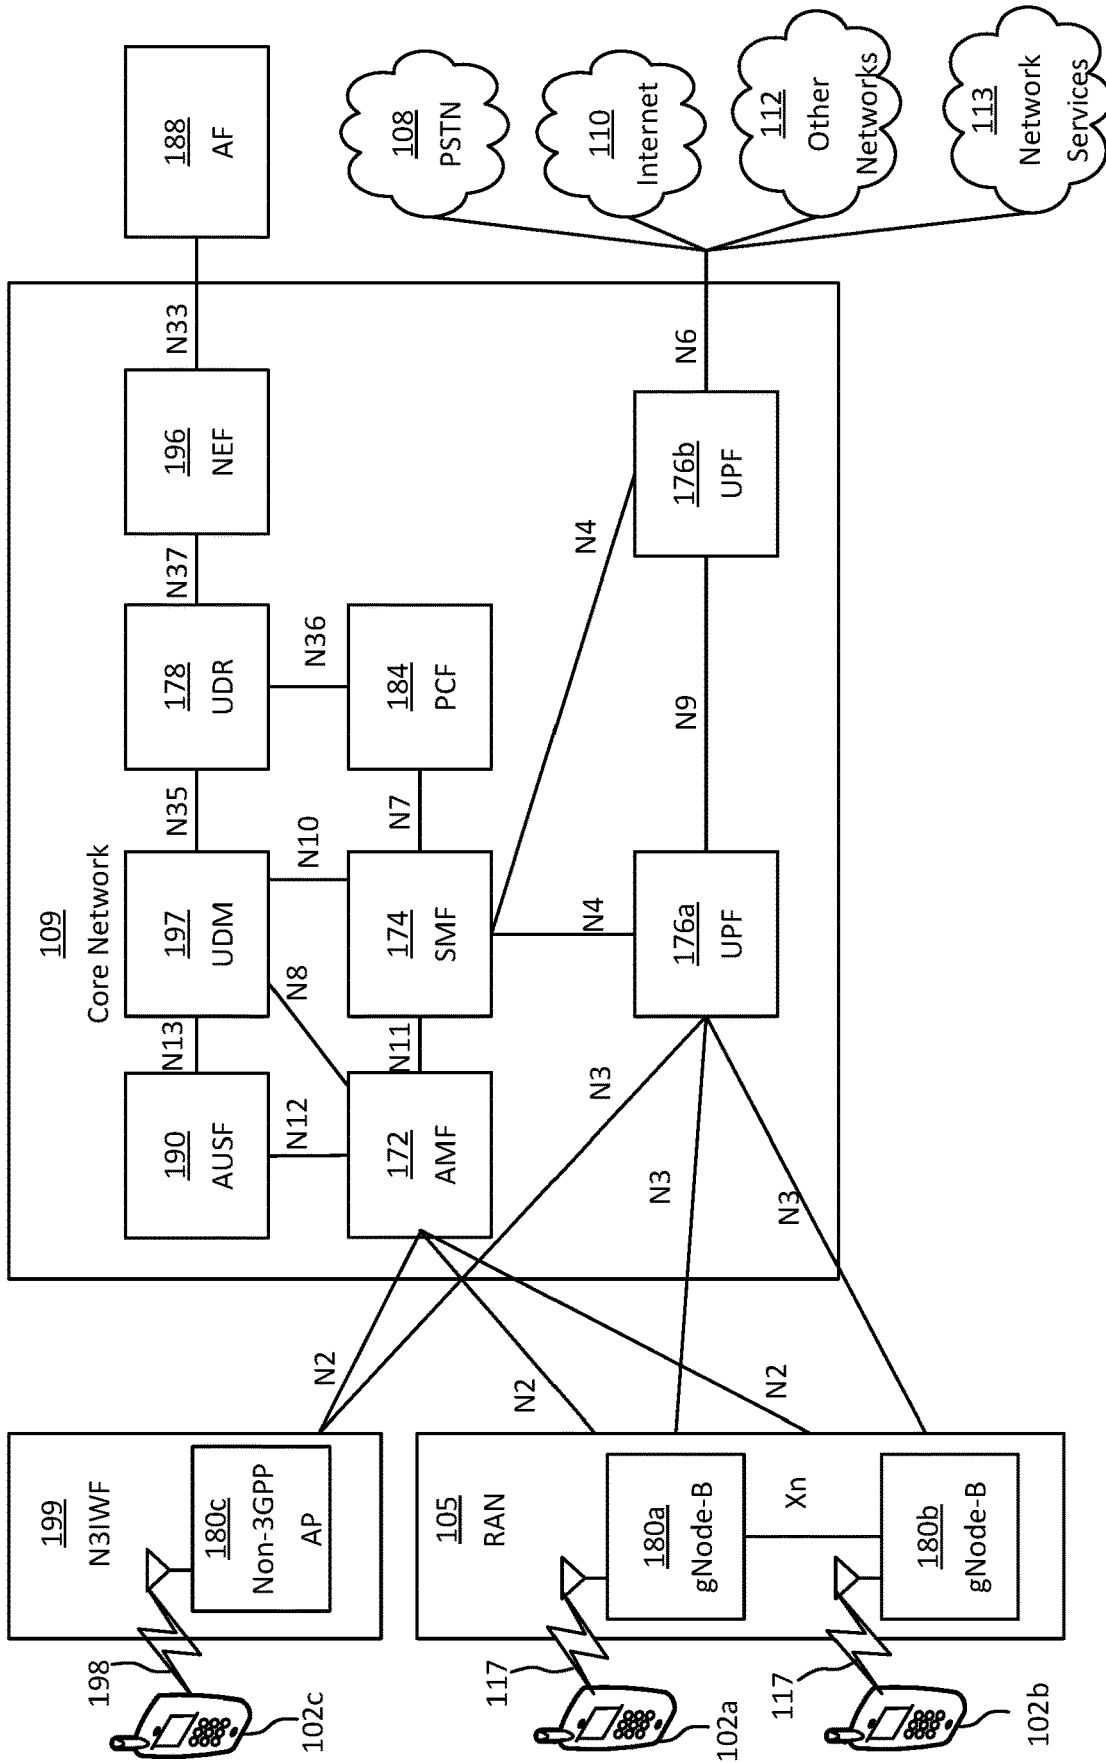 109
Core Network
199
N3IWF
180c
Non-3GPP
AP
198
102c
105
RAN
180a
gNode-B
Xn
180b
gNode-B
117
102a
117
102b
N2
N2
N2
N3
N3
N3
190
AUSF
N13
197
UDM
N35
178
UDR
N37
196
NEF
N33
188
AF
N12
N8
N10
N36
172
AMF
N11
174
SMF
N7
184
PCF
N4
N4
176a
UPF
N9
176b
UPF
N6
108
PSTN
110
Internet
112
Other
Networks
113
Network
Services